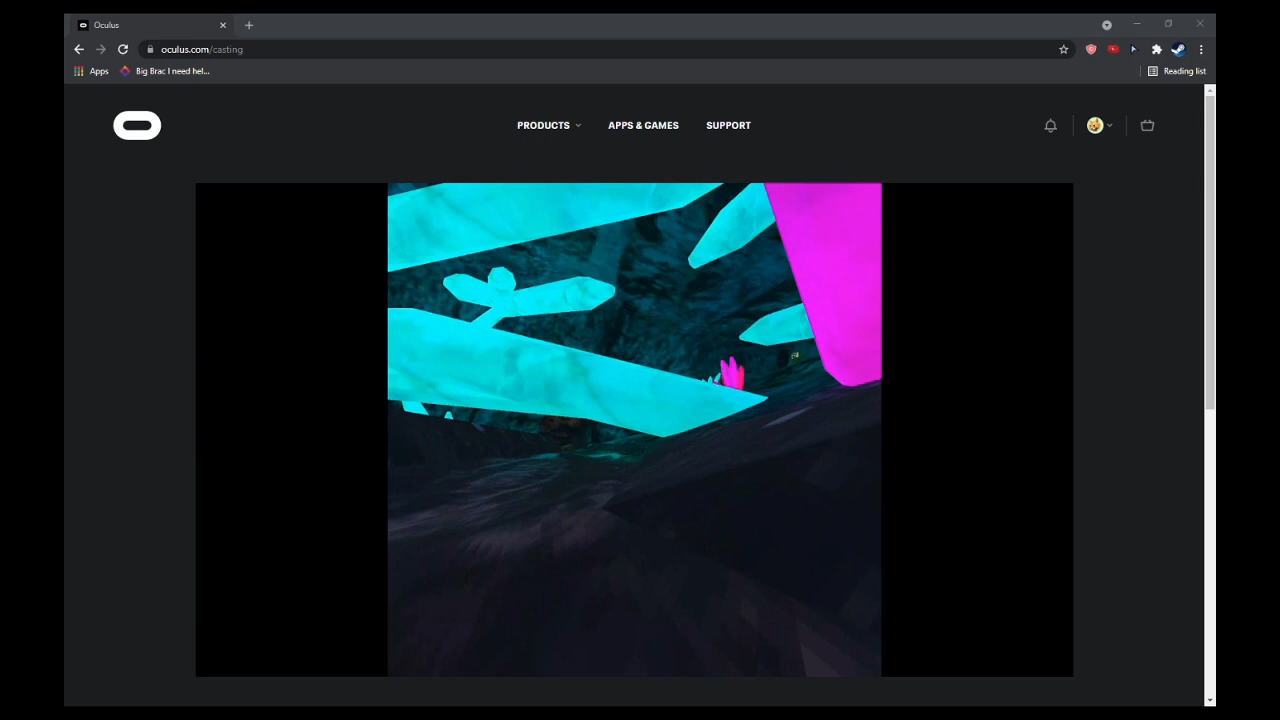 Oculus
oculus.com/casting
Apps
Big Brac I need hel...
Reading list
PRODUCTS
APPS & GAMES
SUPPORT